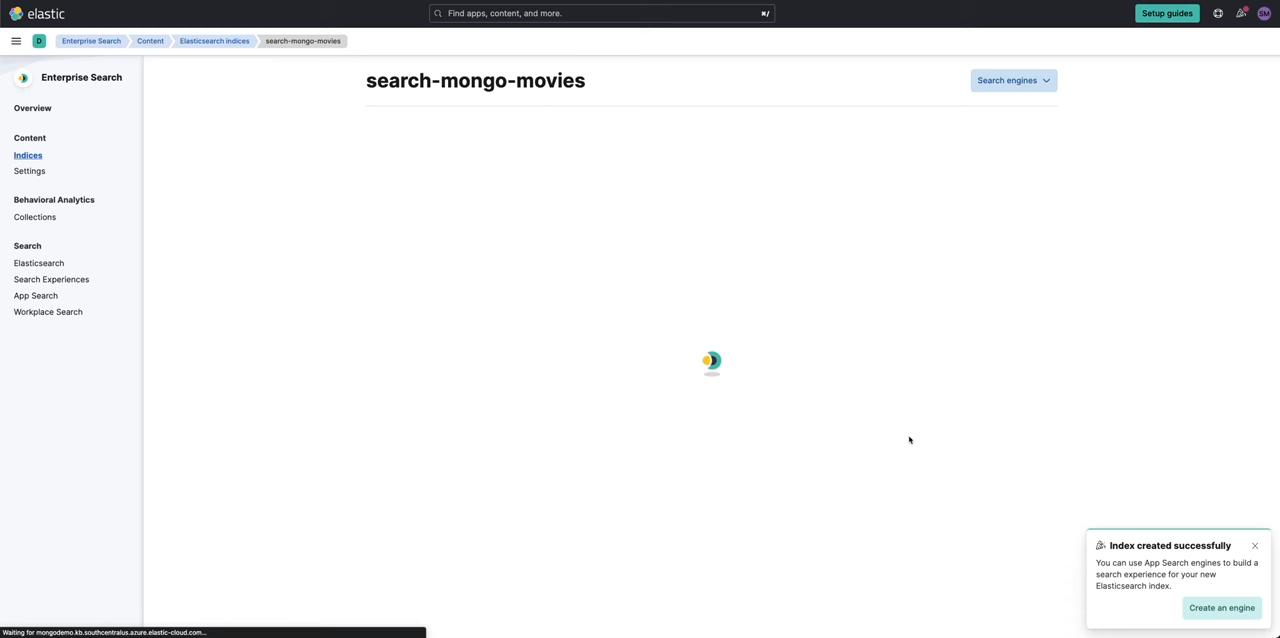 elastic
Find apps, content, and more.
⌘/
Setup guides
SM
D
Enterprise Search
Content
Elasticsearch indices
search-mongo-movies
Enterprise Search
Overview
Content
Indices
Settings
Behavioral Analytics
Collections
Search
Elasticsearch
Search Experiences
App Search
Workplace Search
search-mongo-movies
Search engines
Index created successfully
You can use App Search engines to build a
search experience for your new
Elasticsearch index.
Create an engine
Waiting for mongodemo.kb.southcentralus.azure.elastic-cloud.com...